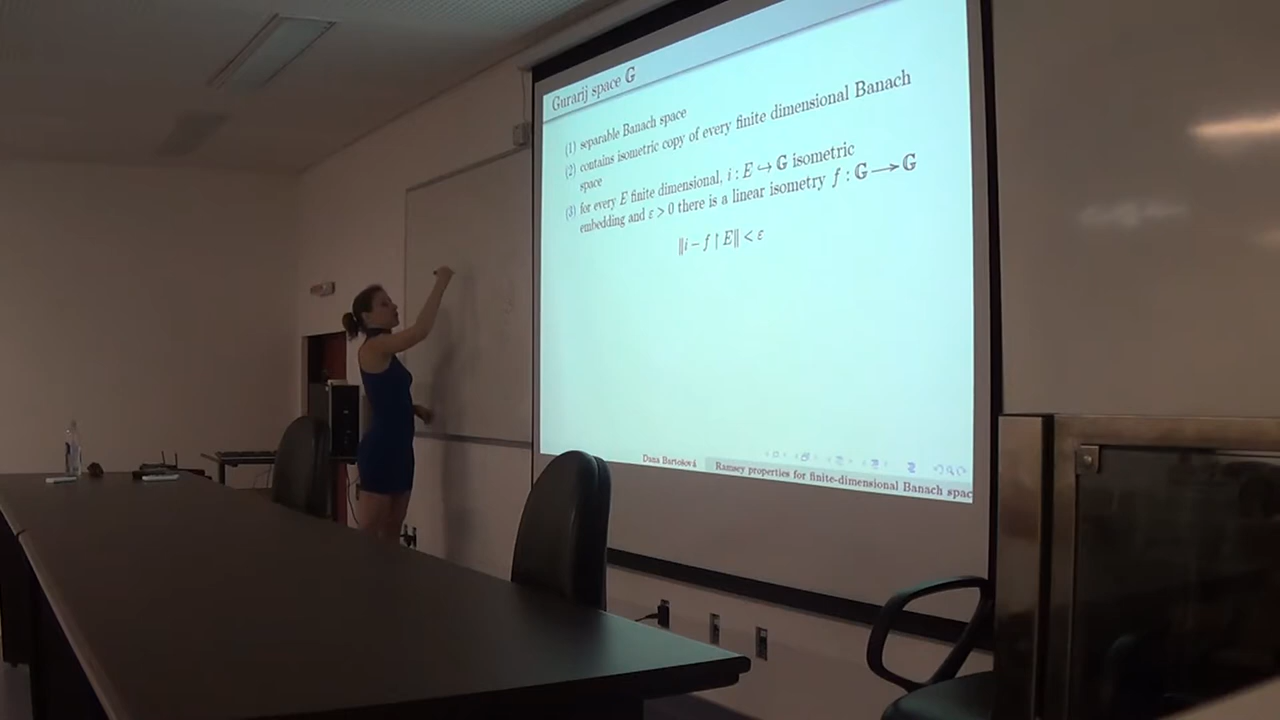 Gurarij space 𝔾
(1) separable Banach space
(2) contains isometric copy of every finite dimensional Banach
space
(3) for every E finite dimensional, i : E ↪ 𝔾 isometric
embedding and ε > 0 there is a linear isometry f : 𝔾 ⟶ 𝔾
‖i − f ↾ E‖ < ε
Dana Bartošová Ramsey properties for finite-dimensional Banach spac